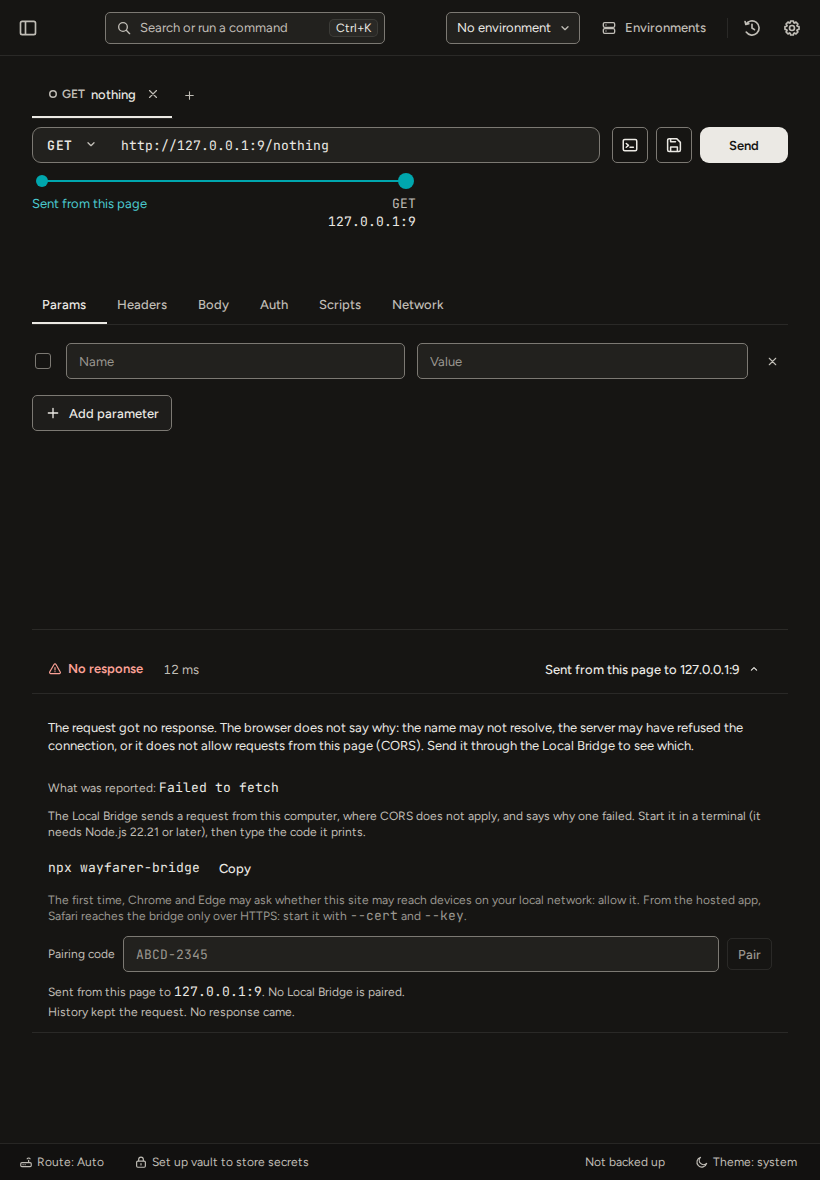 Search or run a command Ctrl+K No environment Environments
GET nothing
GET http://127.0.0.1:9/nothing Send
Sent from this page GET
127.0.0.1:9
Params Headers Body Auth Scripts Network
Name Value
Add parameter
No response 12 ms Sent from this page to 127.0.0.1:9
The request got no response. The browser does not say why: the name may not resolve, the server may have refused the
connection, or it does not allow requests from this page (CORS). Send it through the Local Bridge to see which.
What was reported: Failed to fetch
The Local Bridge sends a request from this computer, where CORS does not apply, and says why one failed. Start it in a terminal (it
needs Node.js 22.21 or later), then type the code it prints.
npx wayfarer-bridge Copy
The first time, Chrome and Edge may ask whether this site may reach devices on your local network: allow it. From the hosted app,
Safari reaches the bridge only over HTTPS: start it with --cert and --key.
Pairing code ABCD-2345 Pair
Sent from this page to 127.0.0.1:9. No Local Bridge is paired.
History kept the request. No response came.
Route: Auto Set up vault to store secrets Not backed up Theme: system